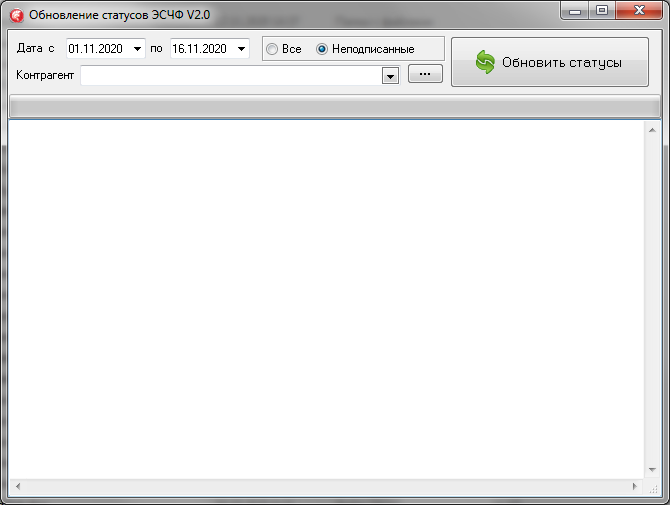 Обновление статусов ЭСЧФ V2.0
Дата с 01.11.2020 по 16.11.2020 Все Неподписанные
Обновить статусы
Контрагент ...